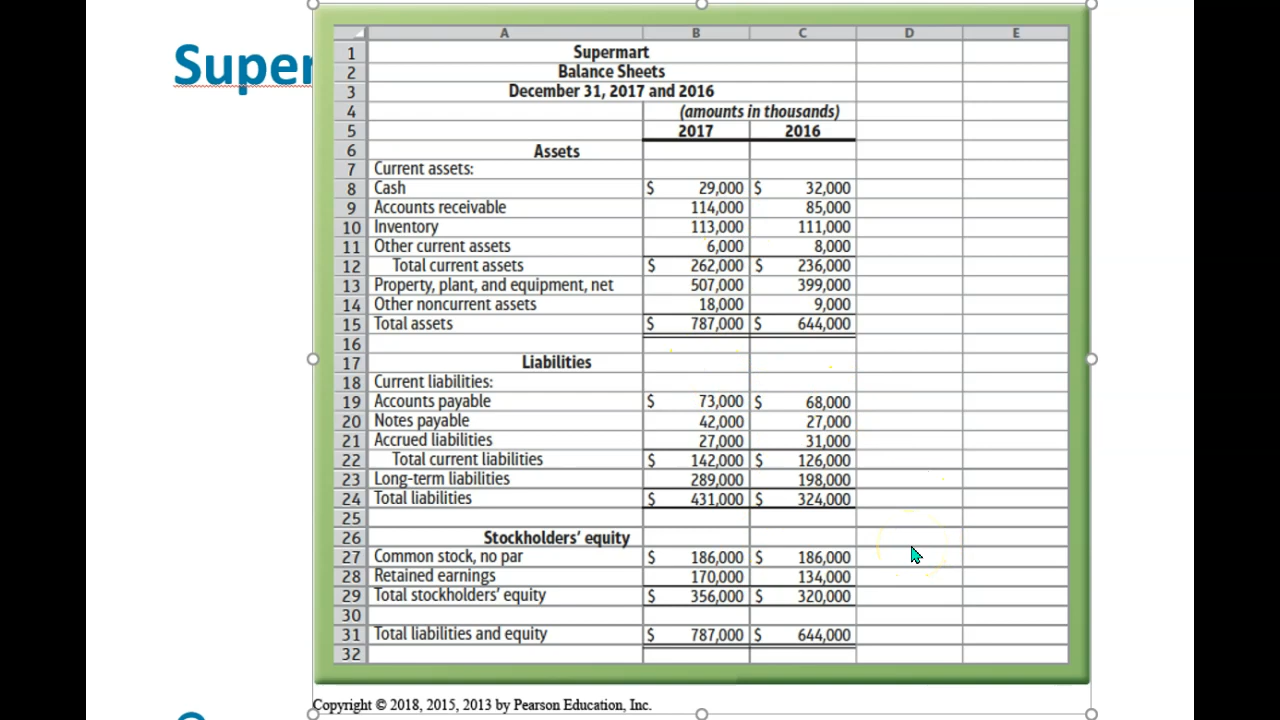 Super
A B C D E
1 Supermart
2 Balance Sheets
3 December 31, 2017 and 2016
4 (amounts in thousands)
5 2017 2016
6 Assets
7 Current assets:
8 Cash $ 29,000 $ 32,000
9 Accounts receivable 114,000 85,000
10 Inventory 113,000 111,000
11 Other current assets 6,000 8,000
12 Total current assets $ 262,000 $ 236,000
13 Property, plant, and equipment, net 507,000 399,000
14 Other noncurrent assets 18,000 9,000
15 Total assets $ 787,000 $ 644,000
16
17 Liabilities
18 Current liabilities:
19 Accounts payable $ 73,000 $ 68,000
20 Notes payable 42,000 27,000
21 Accrued liabilities 27,000 31,000
22 Total current liabilities $ 142,000 $ 126,000
23 Long-term liabilities 289,000 198,000
24 Total liabilities $ 431,000 $ 324,000
25
26 Stockholders' equity
27 Common stock, no par $ 186,000 $ 186,000
28 Retained earnings 170,000 134,000
29 Total stockholders' equity $ 356,000 $ 320,000
30
31 Total liabilities and equity $ 787,000 $ 644,000
32
Copyright © 2018, 2015, 2013 by Pearson Education, Inc.